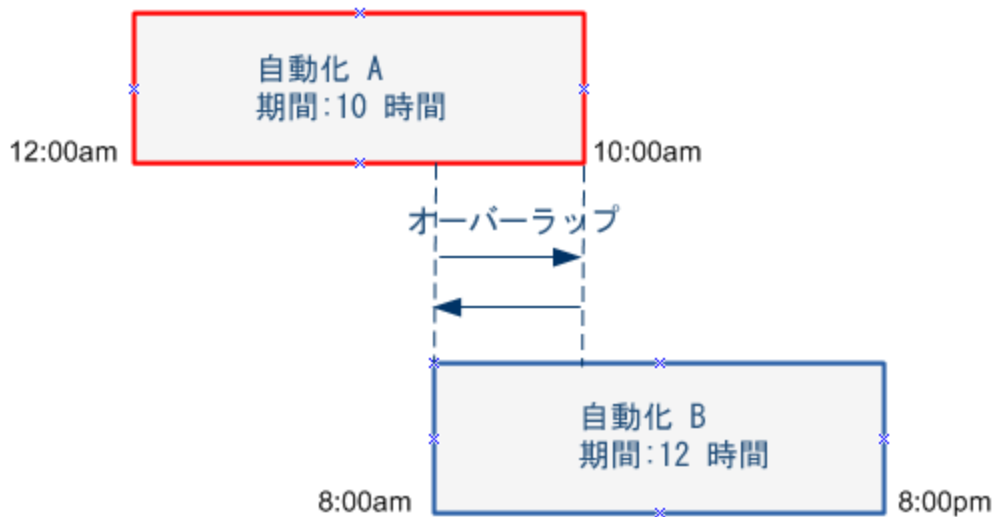 自動化 A
期間:10 時間
12:00am
10:00am
オーバーラップ
自動化 B
期間:12 時間
8:00am
8:00pm